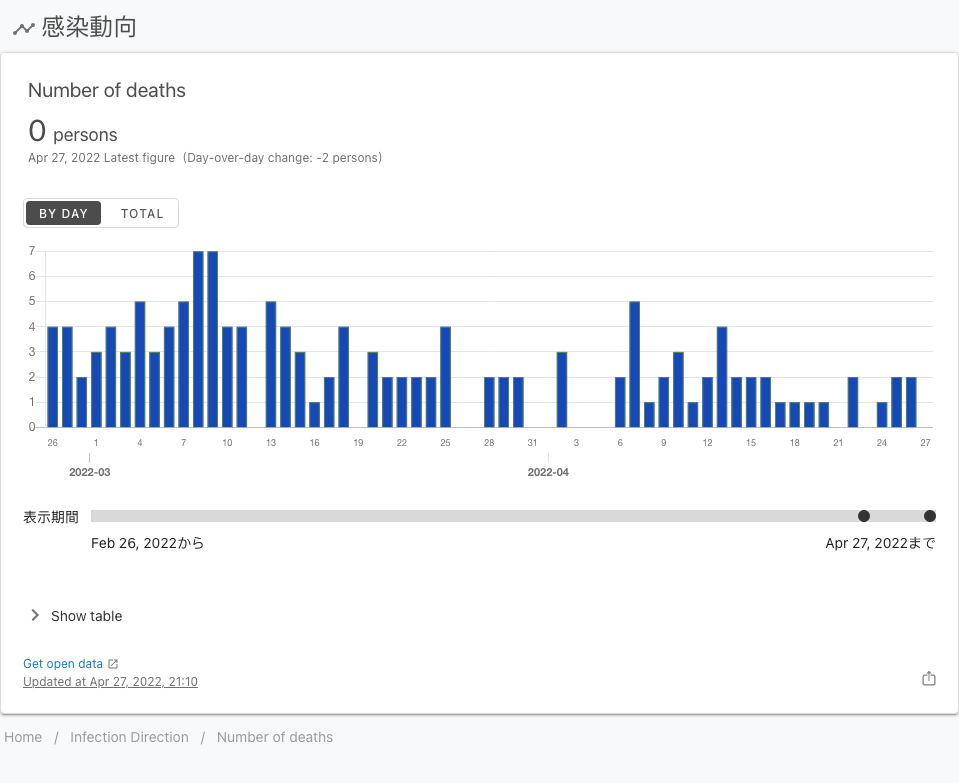 感染動向
Number of deaths
0 persons
Apr 27, 2022 Latest figure (Day-over-day change: -2 persons)
BY DAY TOTAL
7
6
5
4
3
2
1
0
26 1 4 7 10 13 16 19 22 25 28 31 3 6 9 12 15 18 21 24 27
2022-03 2022-04
表示期間
Feb 26, 2022から Apr 27, 2022まで
Show table
Get open data
Updated at Apr 27, 2022, 21:10
Home / Infection Direction / Number of deaths